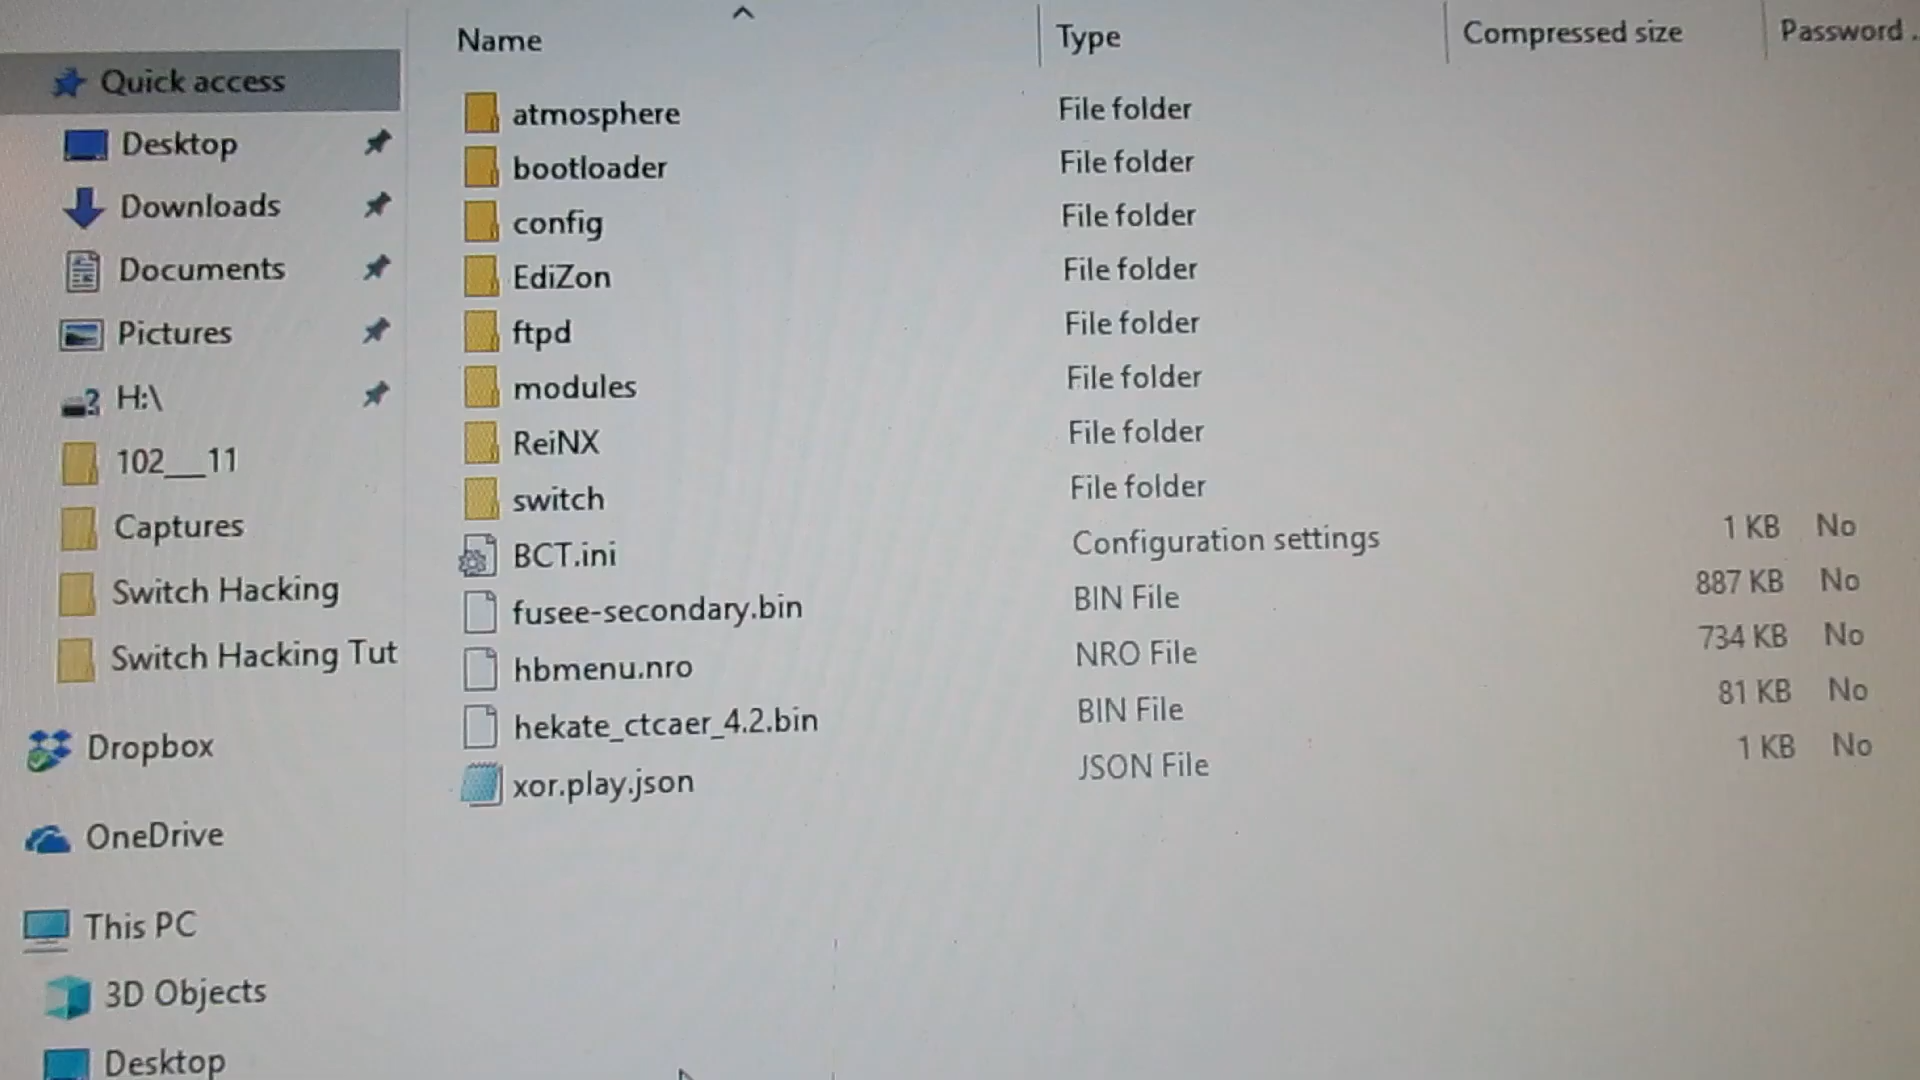 Name Type Compressed size Password ..
Quick access
Desktop
Downloads
Documents
Pictures
H:\
102__11
Captures
Switch Hacking
Switch Hacking Tut
Dropbox
OneDrive
This PC
3D Objects
Desktop
atmosphere File folder
bootloader File folder
config File folder
EdiZon File folder
ftpd File folder
modules File folder
ReiNX File folder
switch File folder
BCT.ini Configuration settings 1 KB No
fusee-secondary.bin BIN File 887 KB No
hbmenu.nro NRO File 734 KB No
hekate_ctcaer_4.2.bin BIN File 81 KB No
xor.play.json JSON File 1 KB No